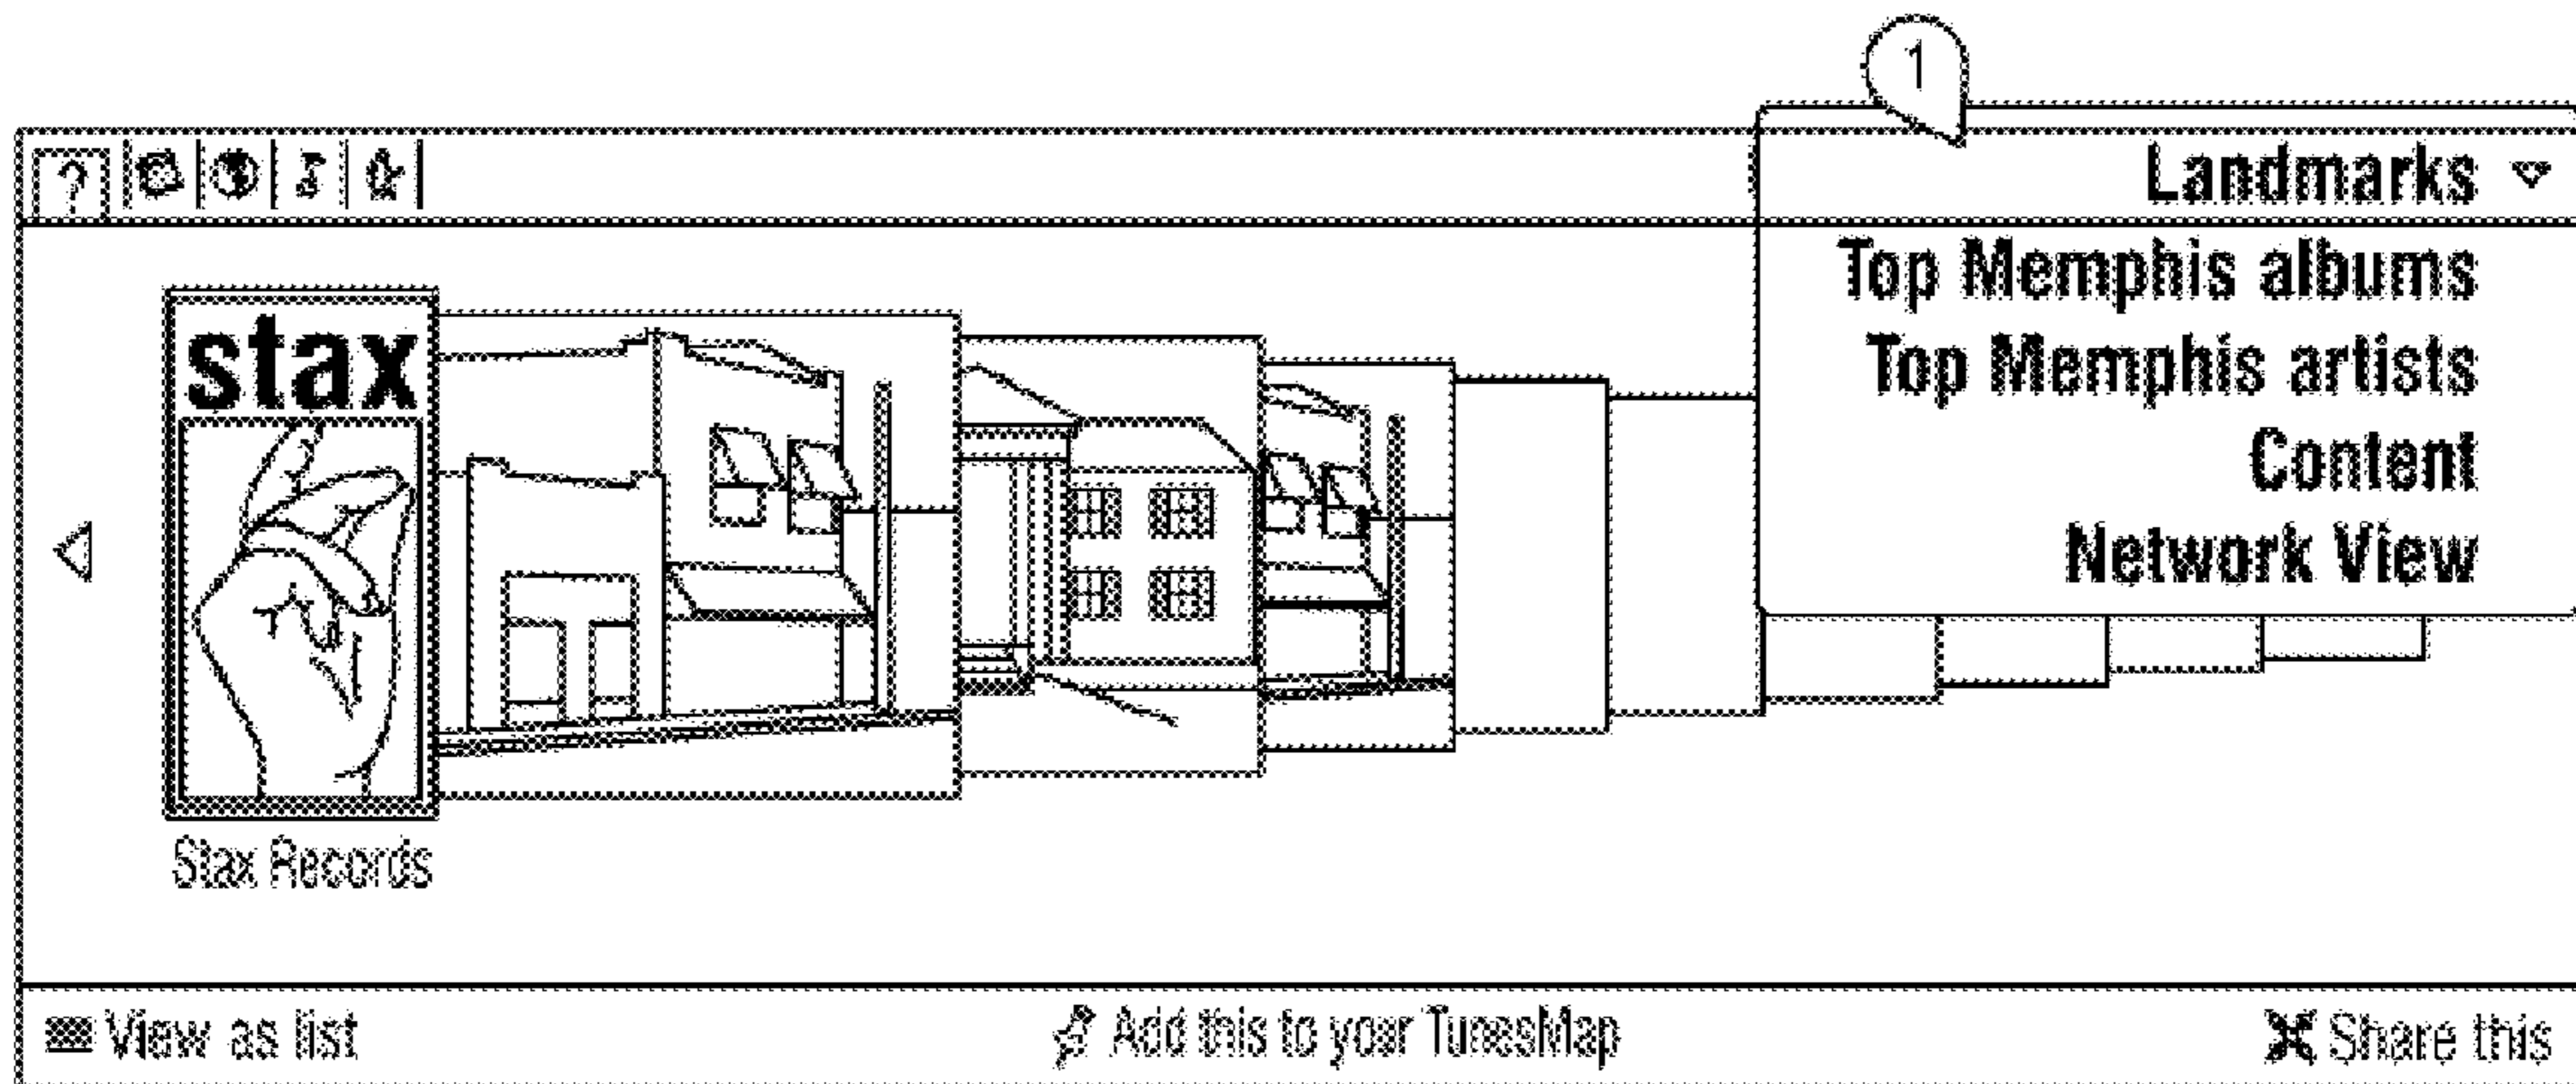 1
?
Landmarks
Top Memphis albums
Top Memphis artists
Content
Network View
stax
Stax Records
View as list
Add this to your TunesMap
Share this